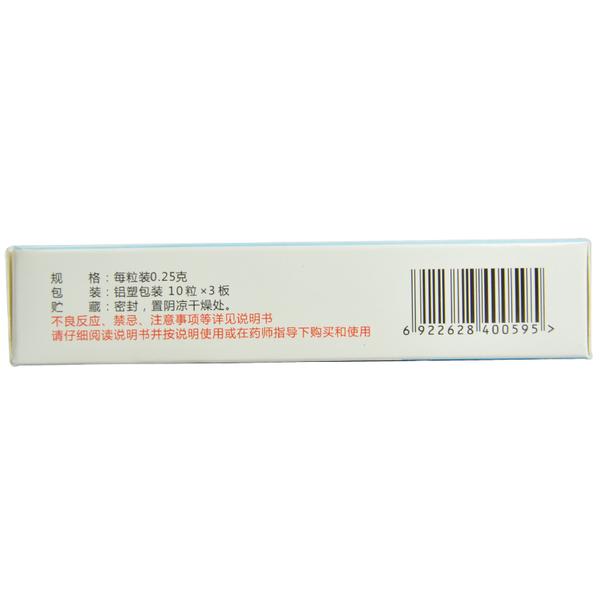 规　格：每粒装0.25克
包　装：铝塑包装 10粒×3板
贮　藏：密封，置阴凉干燥处。
不良反应、禁忌、注意事项等详见说明书
请仔细阅读说明书并按说明使用或在药师指导下购买和使用
6 922628 400595 >